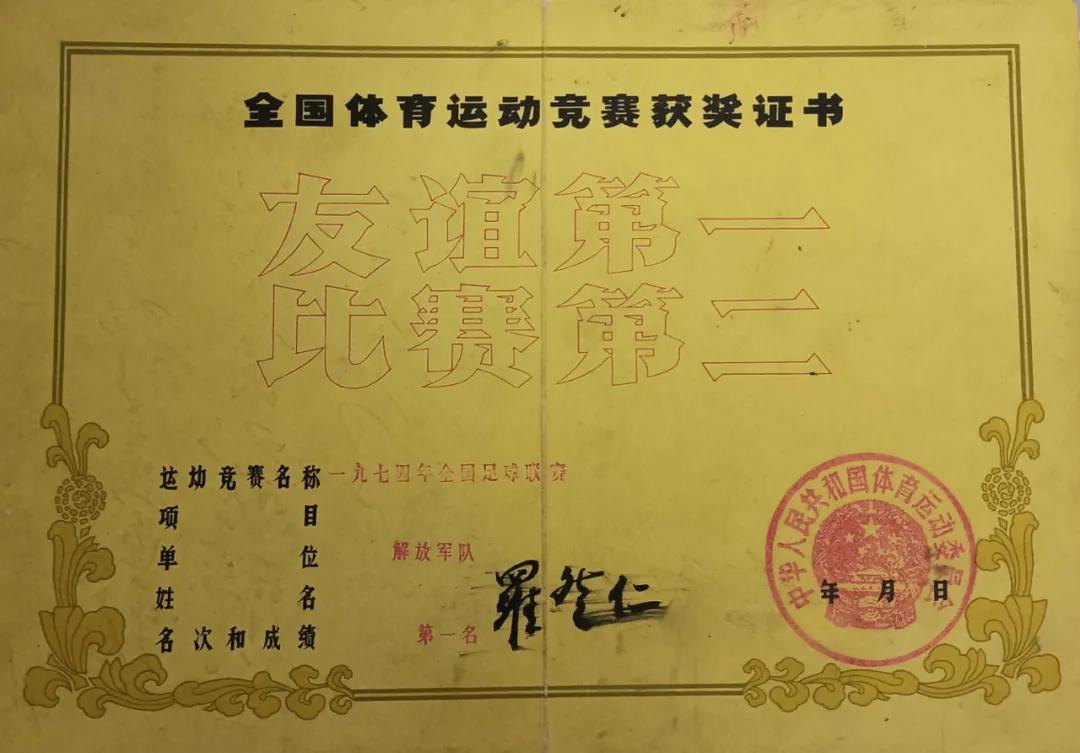 全国体育运动竞赛获奖证书
友谊第一
比赛第二
运动竞赛名称 一九七四年全国足球联赛
项目
单位 解放军队
姓名
名次和成绩 第一名
中华人民共和国体育运动委员会
年 月 日